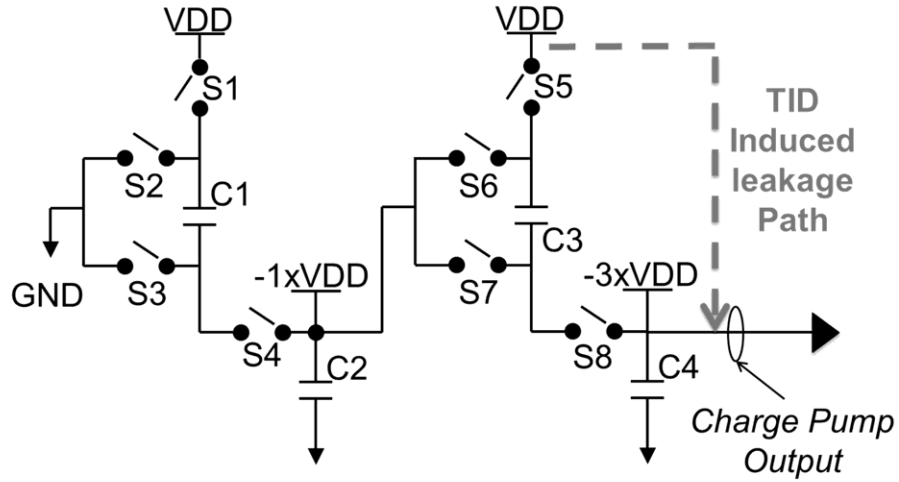 VDD
VDD
S1
S5
TID
Induced
leakage
Path
S2
S6
C1
C3
S3
S7
GND
-1xVDD
-3xVDD
S4
S8
C2
C4
Charge Pump
Output